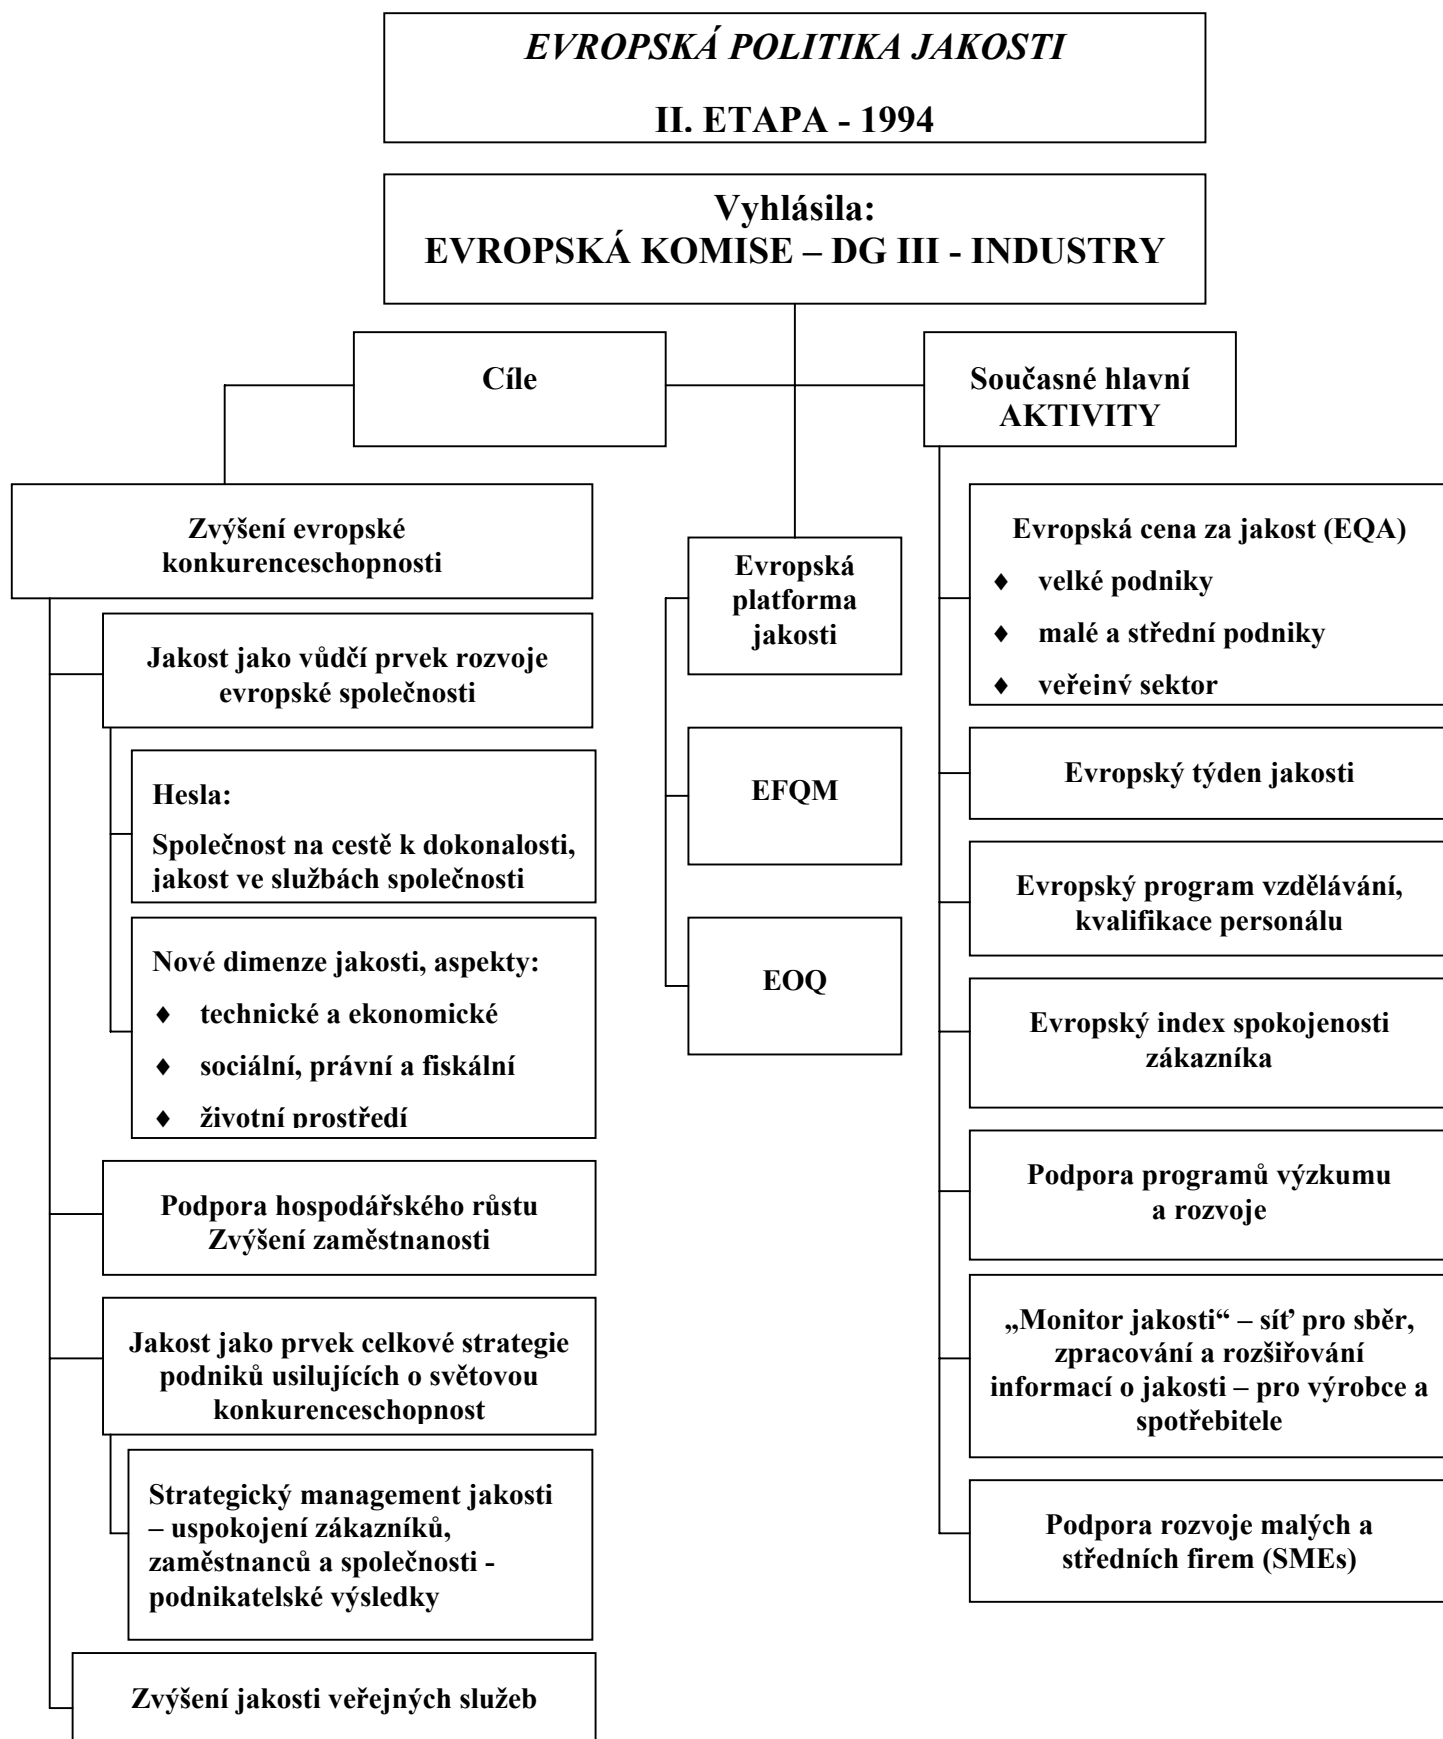 EVROPSKÁ POLITIKA JAKOSTI
II. ETAPA - 1994
Vyhlásila:
EVROPSKÁ KOMISE – DG III - INDUSTRY
Cíle
Současné hlavní
AKTIVITY
Zvýšení evropské
konkurenceschopnosti
Jakost jako vůdčí prvek rozvoje
evropské společnosti
Hesla:
Společnost na cestě k dokonalosti,
jakost ve službách společnosti
Nové dimenze jakosti, aspekty:
♦ technické a ekonomické
♦ sociální, právní a fiskální
♦ životní prostředí
Podpora hospodářského růstu
Zvýšení zaměstnanosti
Jakost jako prvek celkové strategie
podniků usilujících o světovou
konkurenceschopnost
Strategický management jakosti
– uspokojení zákazníků,
zaměstnanců a společnosti -
podnikatelské výsledky
Zvýšení jakosti veřejných služeb
Evropská
platforma
jakosti
EFQM
EOQ
Evropská cena za jakost (EQA)
♦ velké podniky
♦ malé a střední podniky
♦ veřejný sektor
Evropský týden jakosti
Evropský program vzdělávání,
kvalifikace personálu
Evropský index spokojenosti
zákazníka
Podpora programů výzkumu
a rozvoje
„Monitor jakosti“ – síť pro sběr,
zpracování a rozšiřování
informací o jakosti – pro výrobce a
spotřebitele
Podpora rozvoje malých a
středních firem (SMEs)